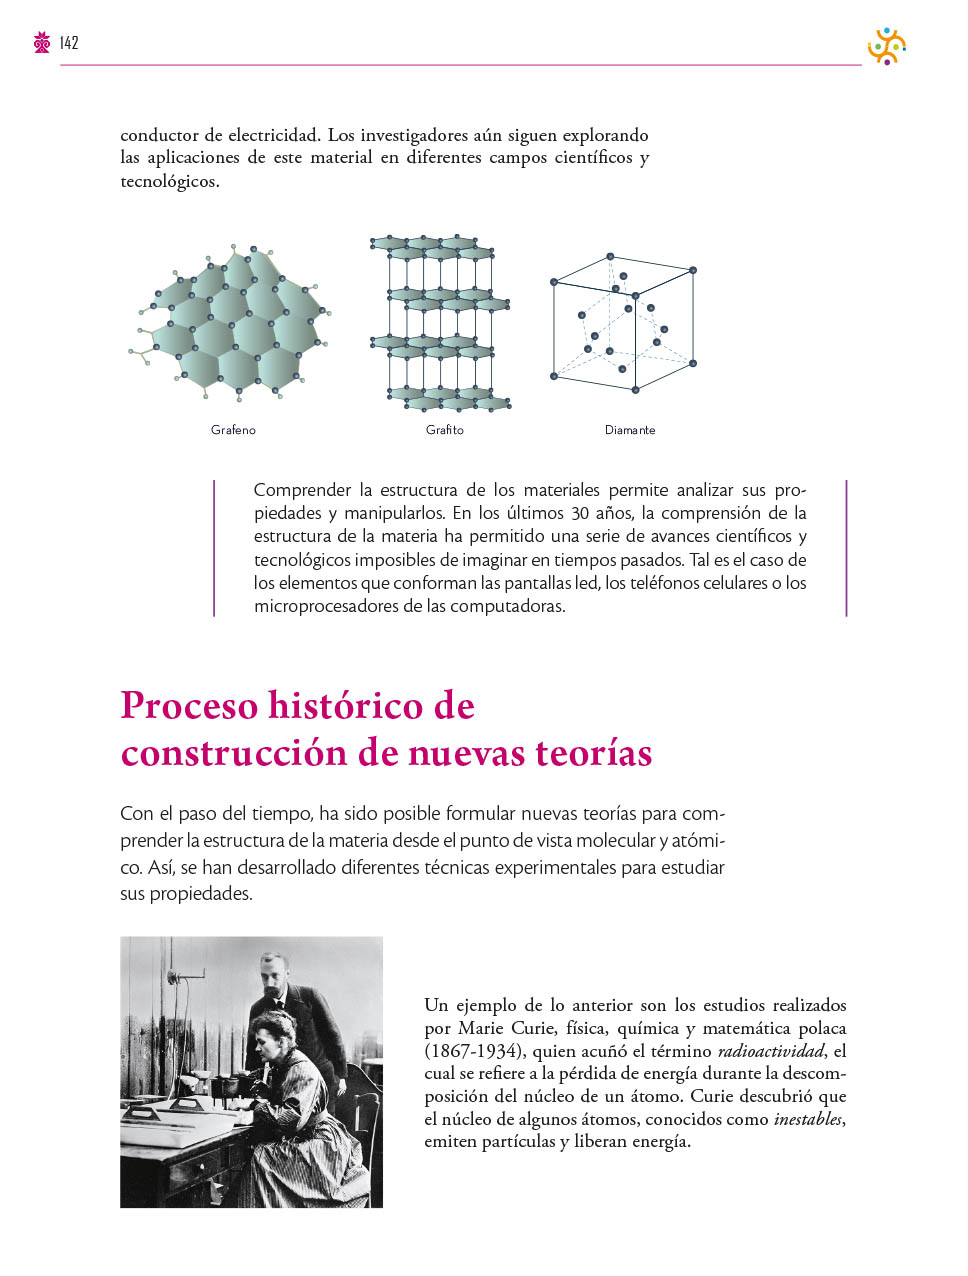 142
conductor de electricidad. Los investigadores aún siguen explorando
las aplicaciones de este material en diferentes campos científicos y
tecnológicos.
Grafeno
Grafito
Diamante
Comprender la estructura de los materiales permite analizar sus pro-
piedades y manipularlos. En los últimos 30 años, la comprensión de la
estructura de la materia ha permitido una serie de avances científicos y
tecnológicos imposibles de imaginar en tiempos pasados. Tal es el caso de
los elementos que conforman las pantallas led, los teléfonos celulares o los
microprocesadores de las computadoras.
Proceso histórico de
construcción de nuevas teorías
Con el paso del tiempo, ha sido posible formular nuevas teorías para com-
prender la estructura de la materia desde el punto de vista molecular y atómi-
co. Así, se han desarrollado diferentes técnicas experimentales para estudiar
sus propiedades.
Un ejemplo de lo anterior son los estudios realizados
por Marie Curie, física, química y matemática polaca
(1867-1934), quien acuñó el término radioactividad, el
cual se refiere a la pérdida de energía durante la descom-
posición del núcleo de un átomo. Curie descubrió que
el núcleo de algunos átomos, conocidos como inestables,
emiten partículas y liberan energía.